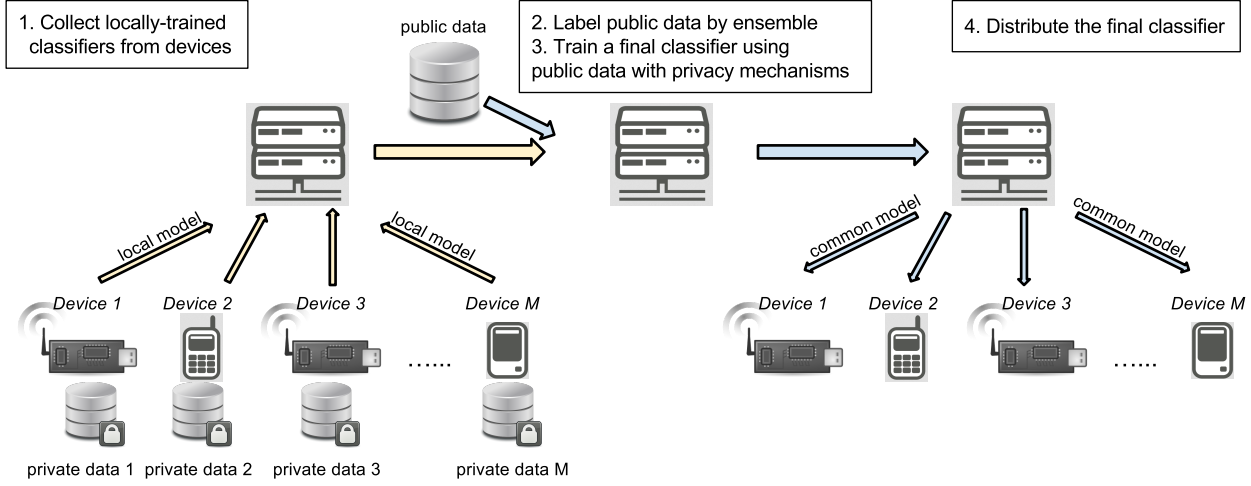 1. Collect locally-trained
classifiers from devices
public data
2. Label public data by ensemble
3. Train a final classifier using
public data with privacy mechanisms
4. Distribute the final classifier
local model
local model
common model
common model
Device 1
Device 2
Device 3
Device M
Device 1
Device 2
Device 3
Device M
......
......
private data 1
private data 2
private data 3
private data M